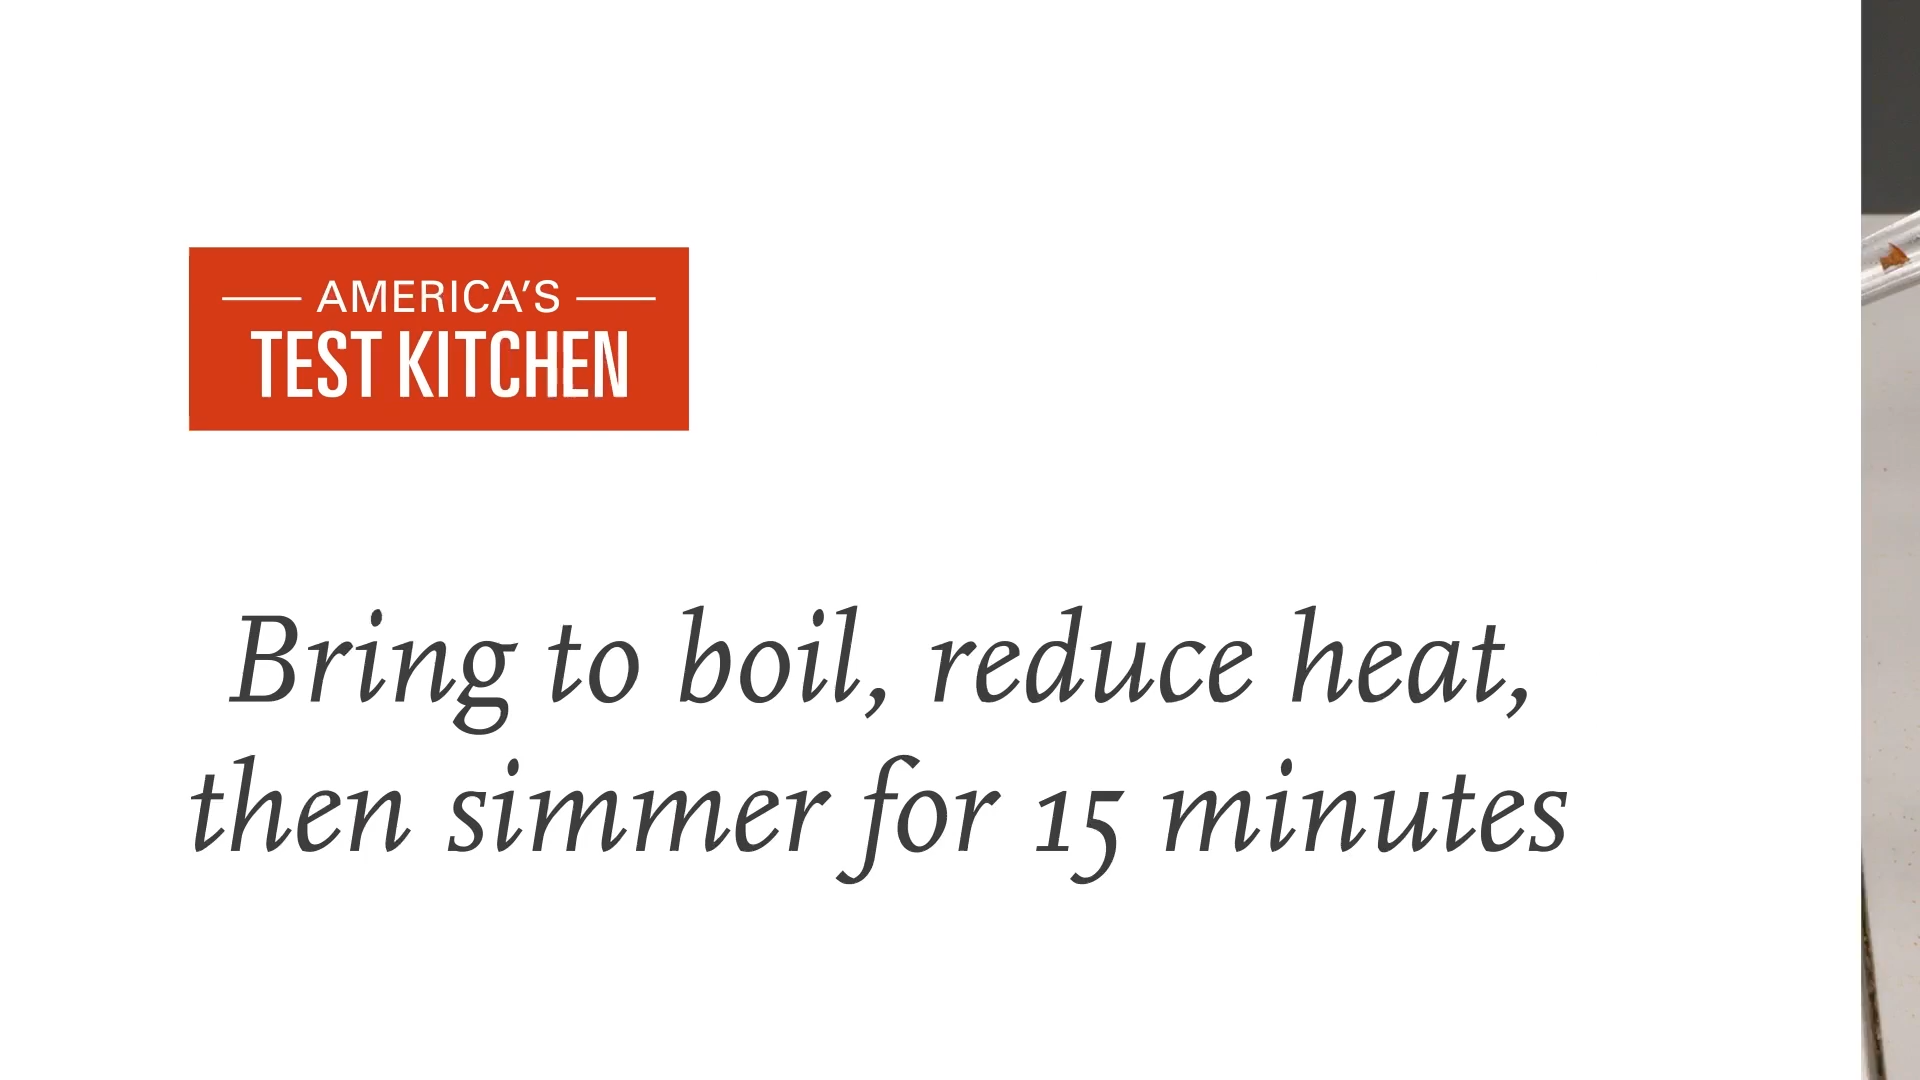 AMERICA'S
TEST KITCHEN
Bring to boil, reduce heat,
then simmer for 15 minutes